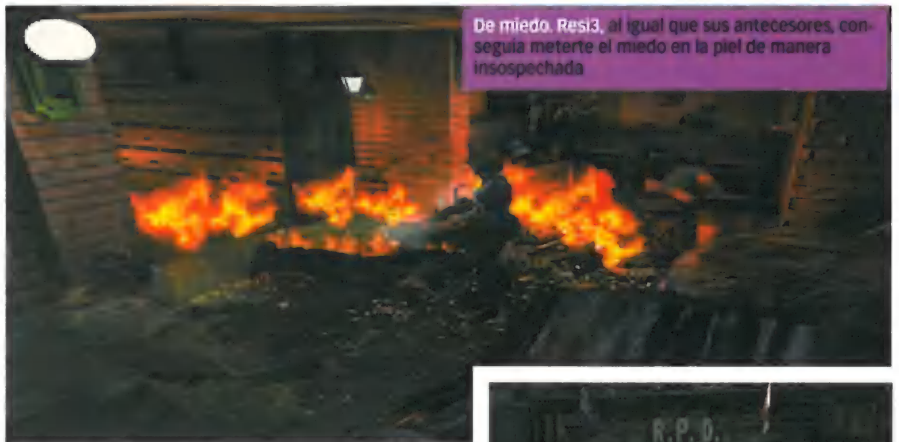 De miedo. Resi3, al igual que sus antecesores, con-
seguía meterte el miedo en la piel de manera
insospechada
R.P.D.